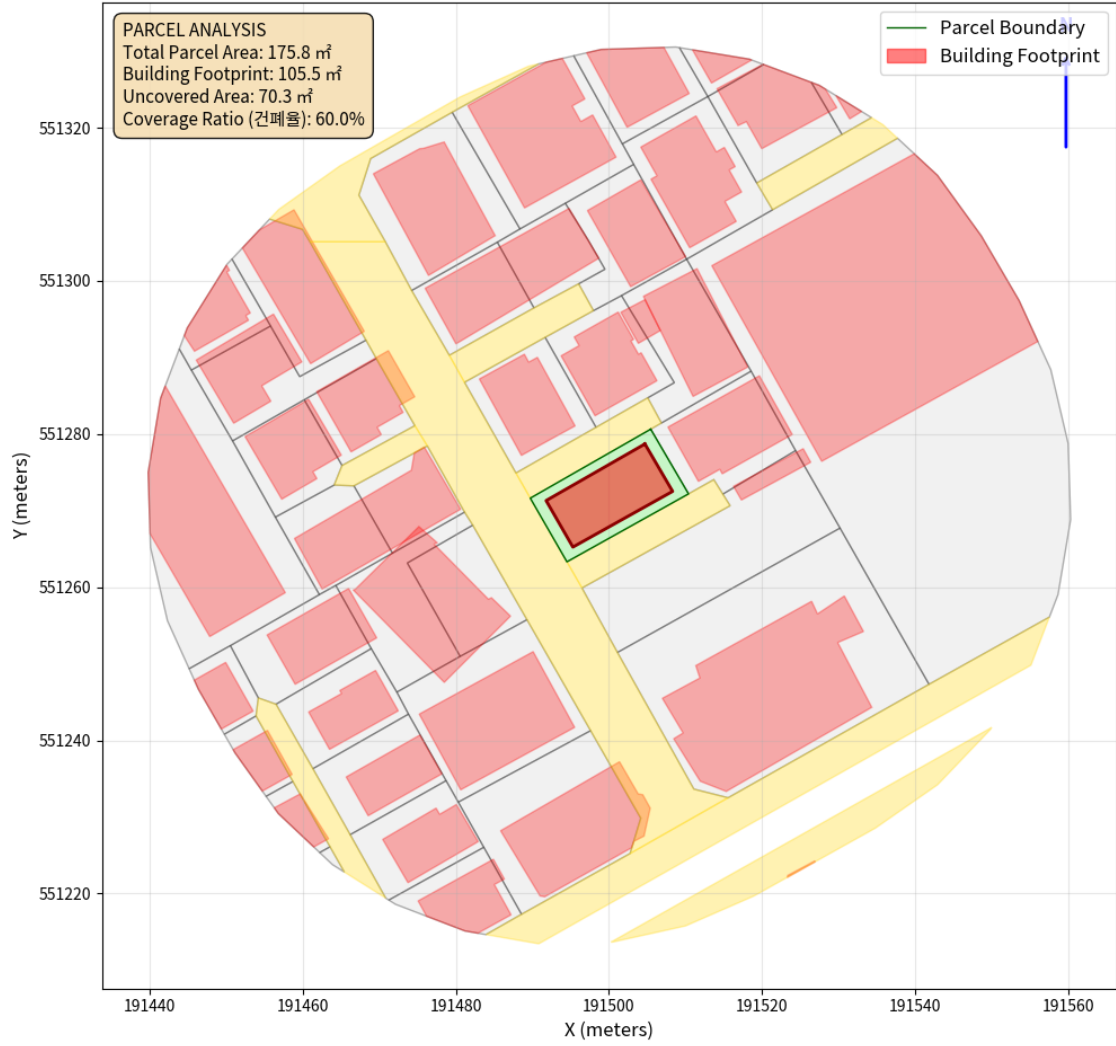 PARCEL ANALYSIS
Total Parcel Area: 175.8 ㎡
Building Footprint: 105.5 ㎡
Uncovered Area: 70.3 ㎡
Coverage Ratio (건폐율): 60.0%
Parcel Boundary
Building Footprint
N
551320
551300
551280
551260
551240
551220
Y (meters)
191440
191460
191480
191500
191520
191540
191560
X (meters)